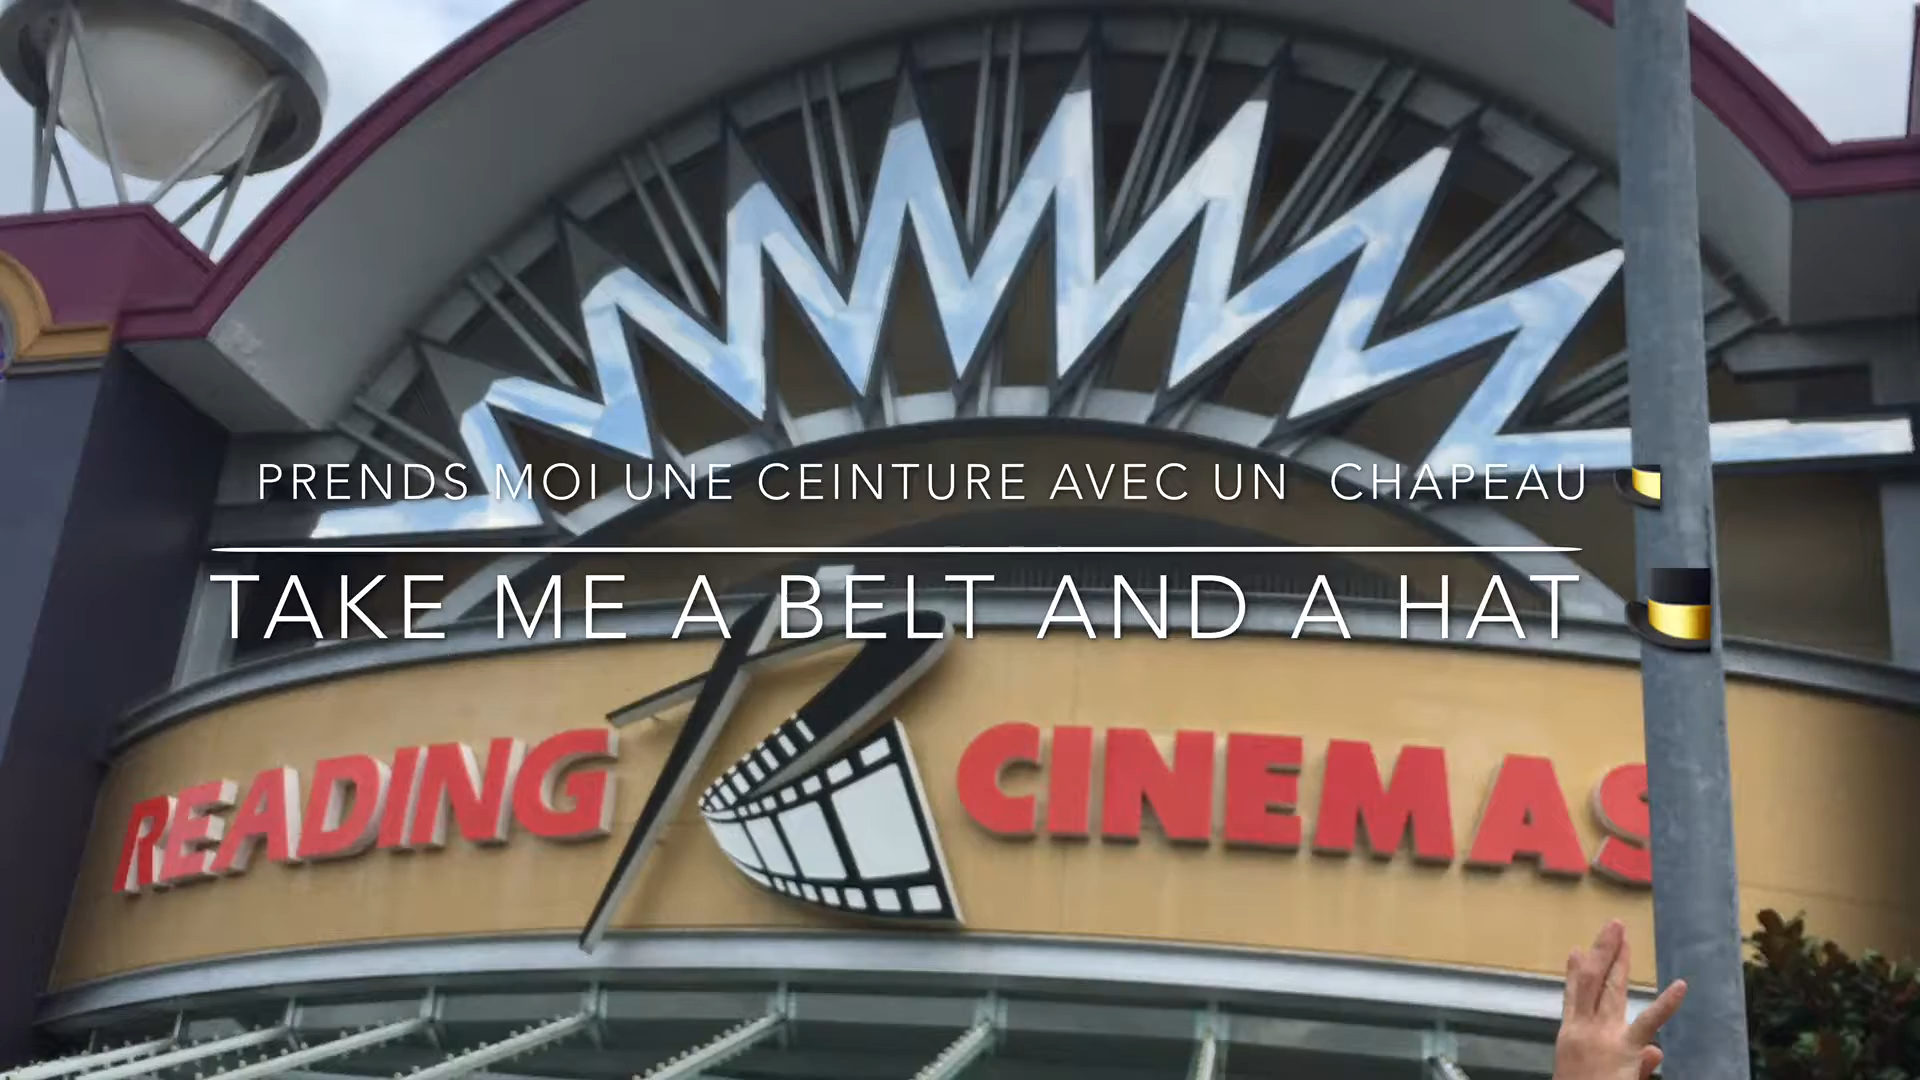 PRENDS MOI UNE CEINTURE AVEC UN CHAPEAU
TAKE ME A BELT AND A HAT
READING CINEMAS